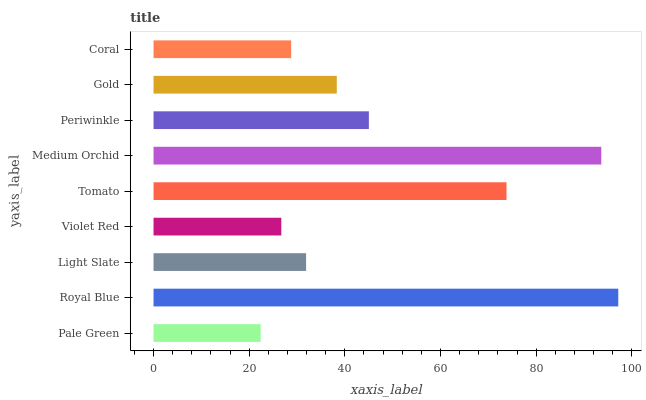 title
Coral
Gold
Periwinkle
Medium Orchid
Tomato
Violet Red
Light Slate
Royal Blue
Pale Green
yaxis_label
0 20 40 60 80 100
xaxis_label